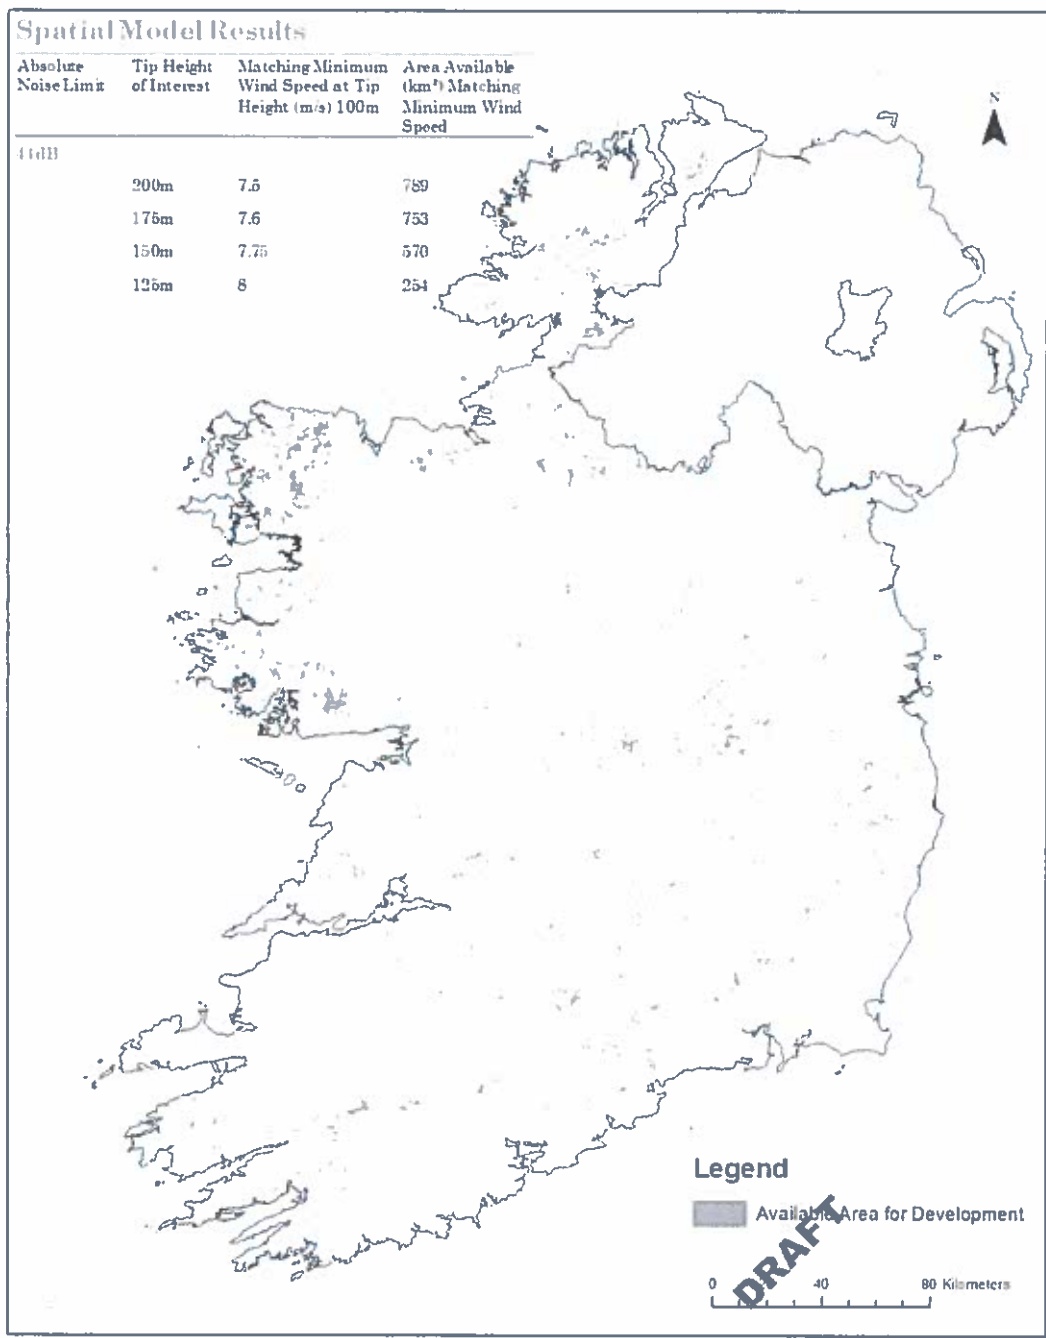 Spatial Model Results
Absolute Noise Limit
Tip Height of Interest
Matching Minimum Wind Speed at Tip Height (m/s) 100m
Area Available (km²) Matching Minimum Wind Speed
200m 7.5 789
175m 7.6 753
150m 7.75 570
125m 8 254
N
Legend
Available Area for Development
DRAFT
0 40 80 Kilometers